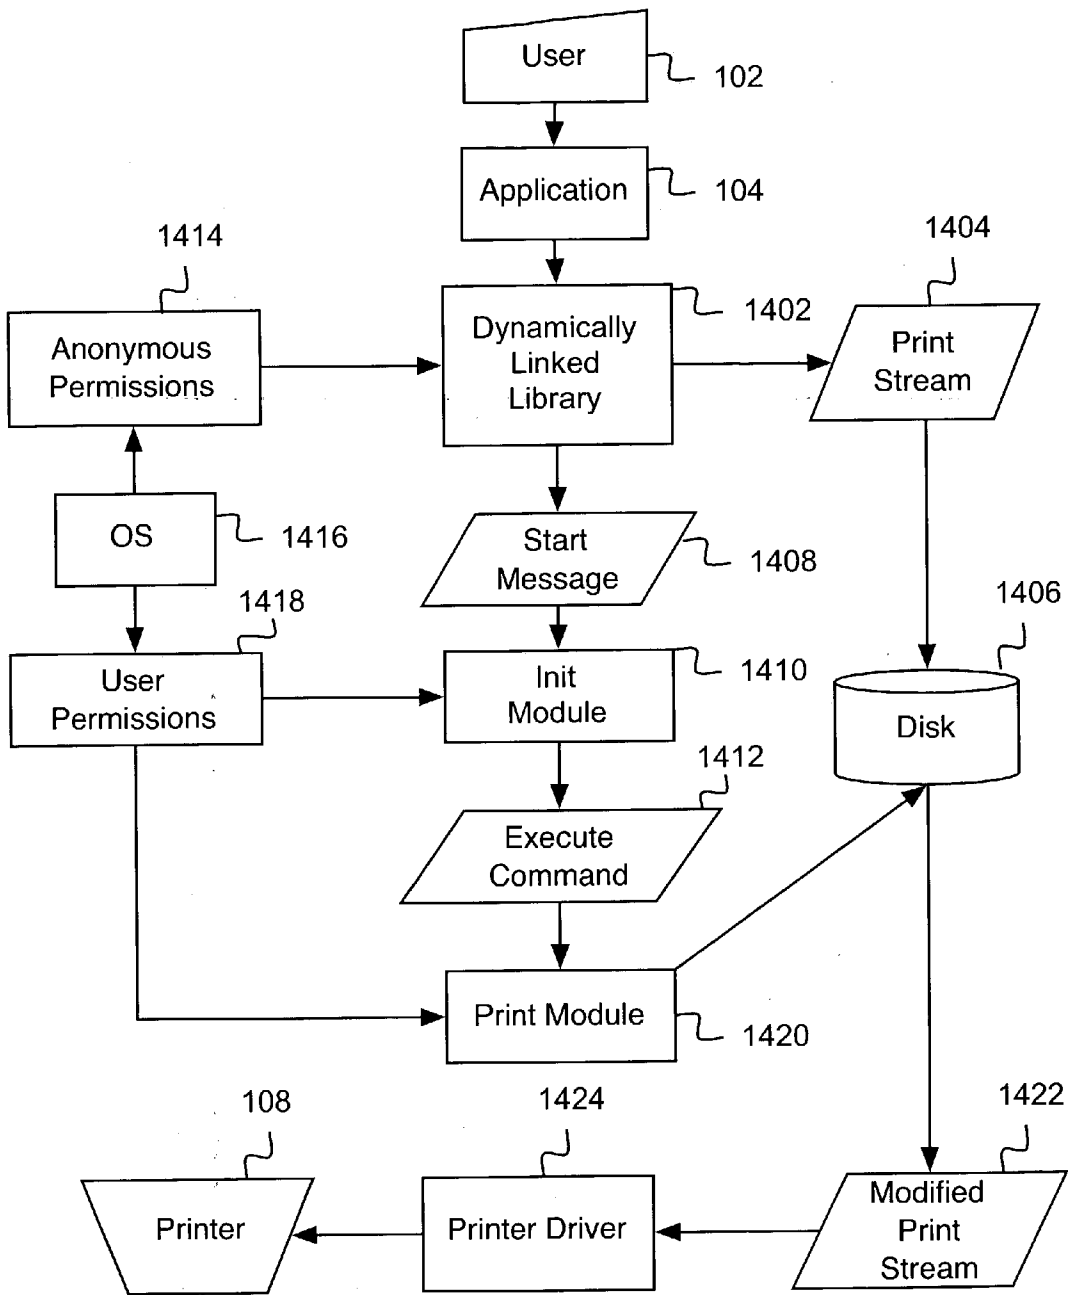 User
102
Application
104
1414
1404
Anonymous
Permissions
Dynamically
Linked
Library
1402
Print
Stream
OS
1416
Start
Message
1408
1418
1406
User
Permissions
Init
Module
1410
Disk
1412
Execute
Command
Print Module
1420
108
1424
1422
Printer
Printer Driver
Modified
Print
Stream